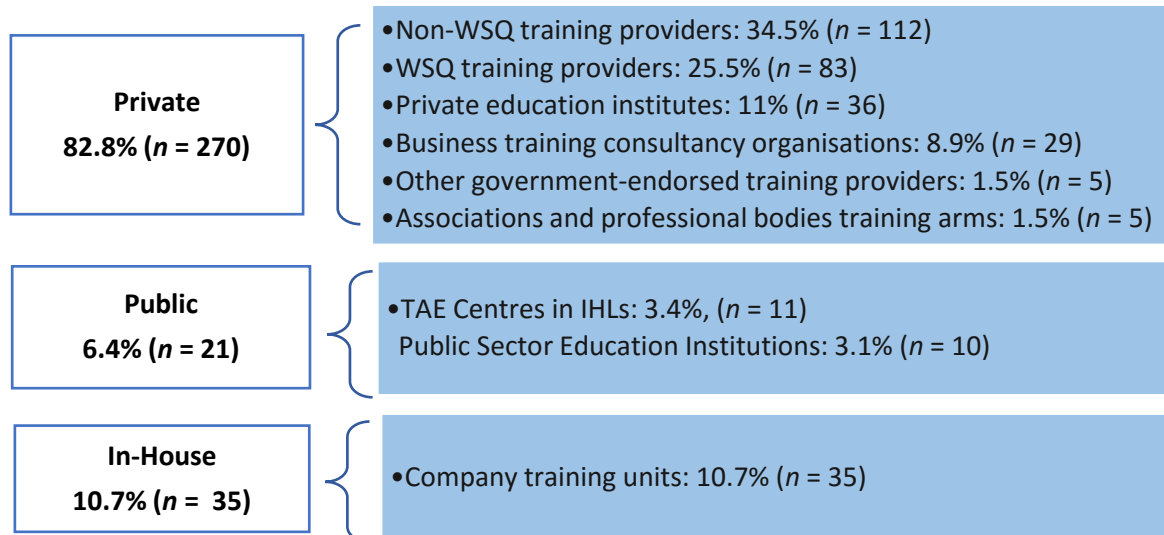 Private
82.8% (n = 270)
•Non-WSQ training providers: 34.5% (n = 112)
•WSQ training providers: 25.5% (n = 83)
•Private education institutes: 11% (n = 36)
•Business training consultancy organisations: 8.9% (n = 29)
•Other government-endorsed training providers: 1.5% (n = 5)
•Associations and professional bodies training arms: 1.5% (n = 5)
Public
6.4% (n = 21)
•TAE Centres in IHLs: 3.4%, (n = 11)
Public Sector Education Institutions: 3.1% (n = 10)
In-House
10.7% (n = 35)
•Company training units: 10.7% (n = 35)